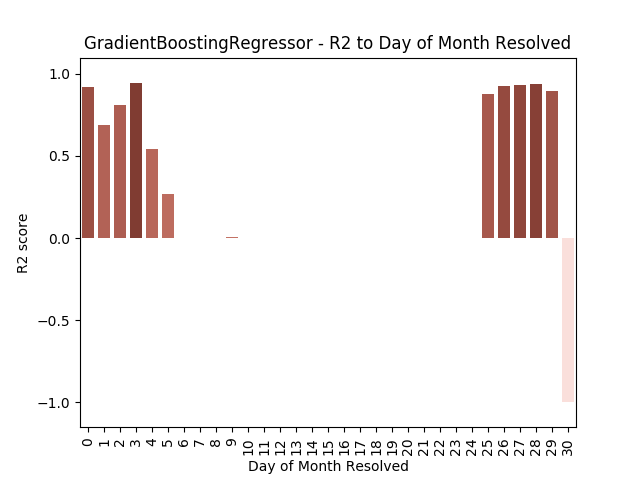 GradientBoostingRegressor - R2 to Day of Month Resolved
1.0
0.5
0.0
−0.5
−1.0
R2 score
0 1 2 3 4 5 6 7 8 9 10 11 12 13 14 15 16 17 18 19 20 21 22 23 24 25 26 27 28 29 30
Day of Month Resolved